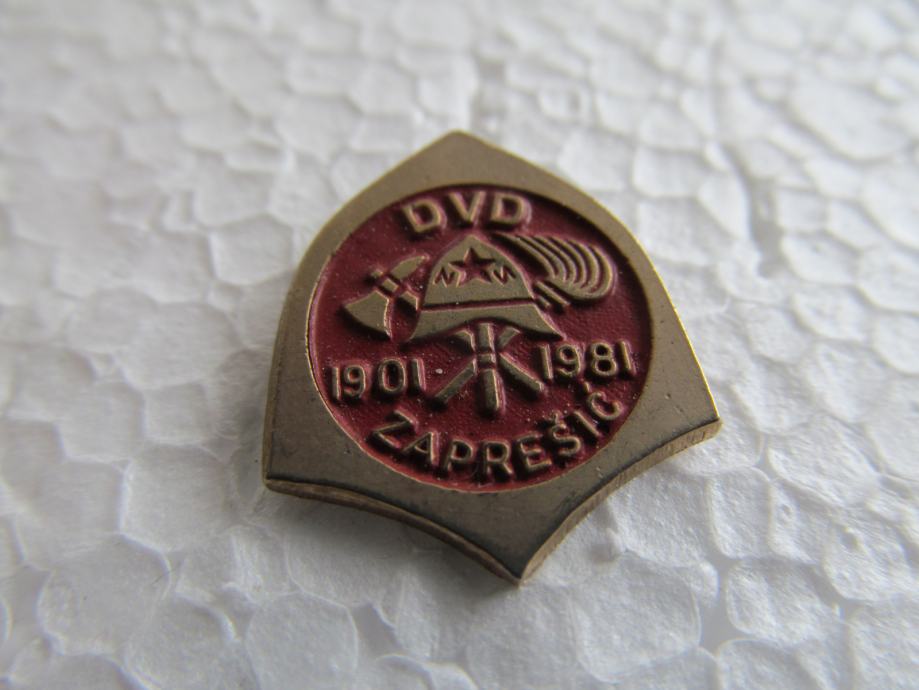 DVD
1901 1981
ZAPREŠIĆ